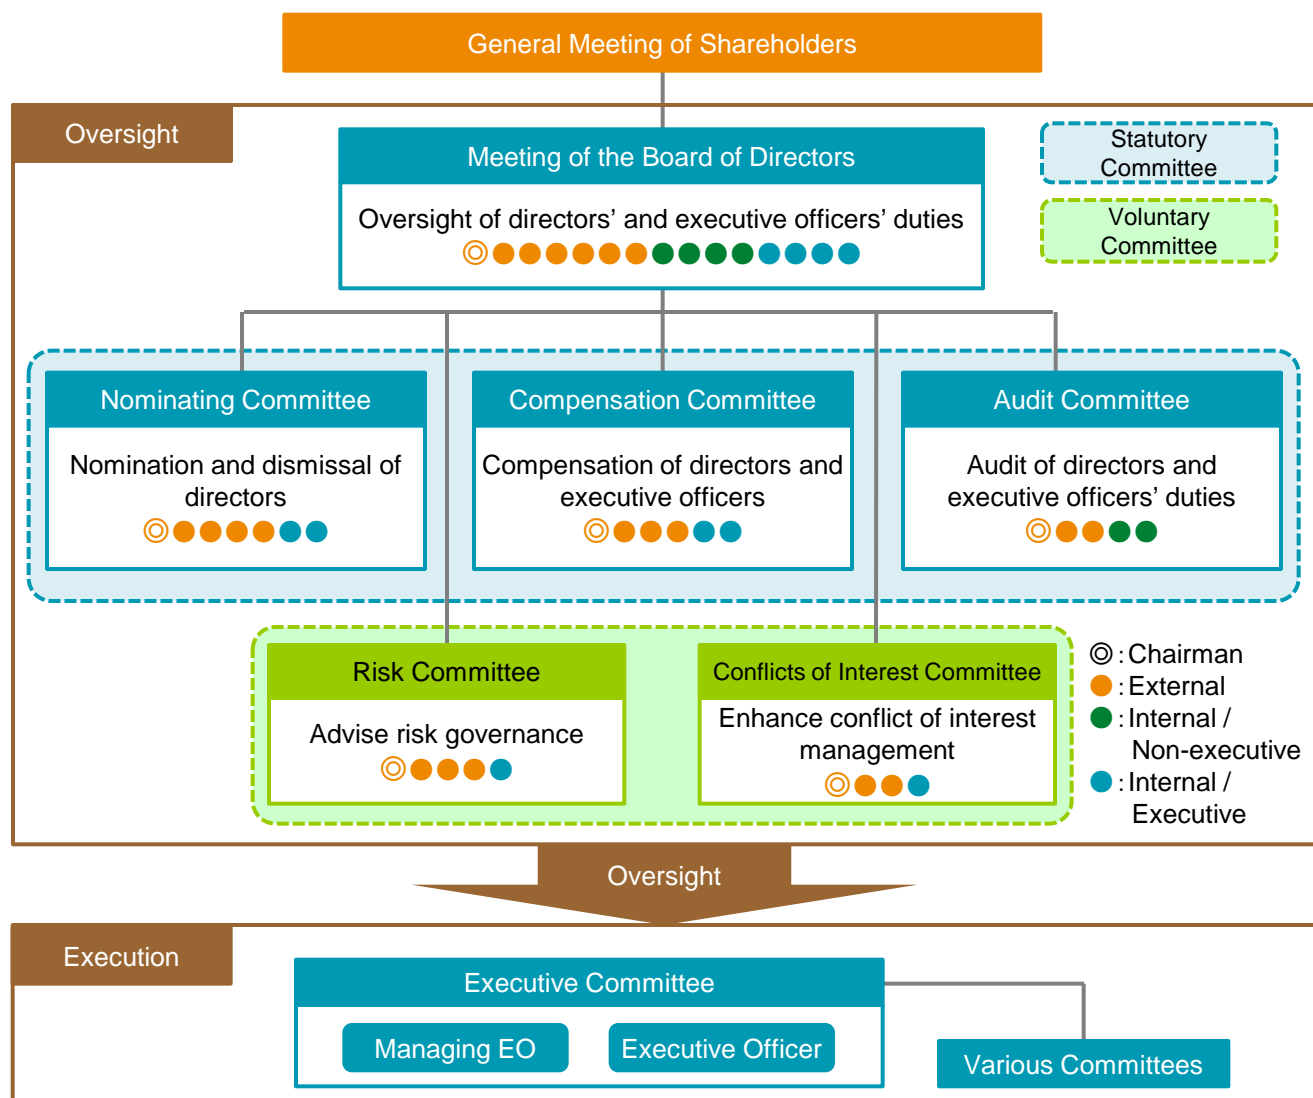 General Meeting of Shareholders
Oversight
Meeting of the Board of Directors
Oversight of directors’ and executive officers’ duties
Statutory
Committee
Voluntary
Committee
Nominating Committee
Nomination and dismissal of
directors
Compensation Committee
Compensation of directors and
executive officers
Audit Committee
Audit of directors and
executive officers’ duties
Risk Committee
Advise risk governance
Conflicts of Interest Committee
Enhance conflict of interest
management
◎ : Chairman
● : External
● : Internal /
Non-executive
● : Internal /
Executive
Oversight
Execution
Executive Committee
Managing EO
Executive Officer
Various Committees